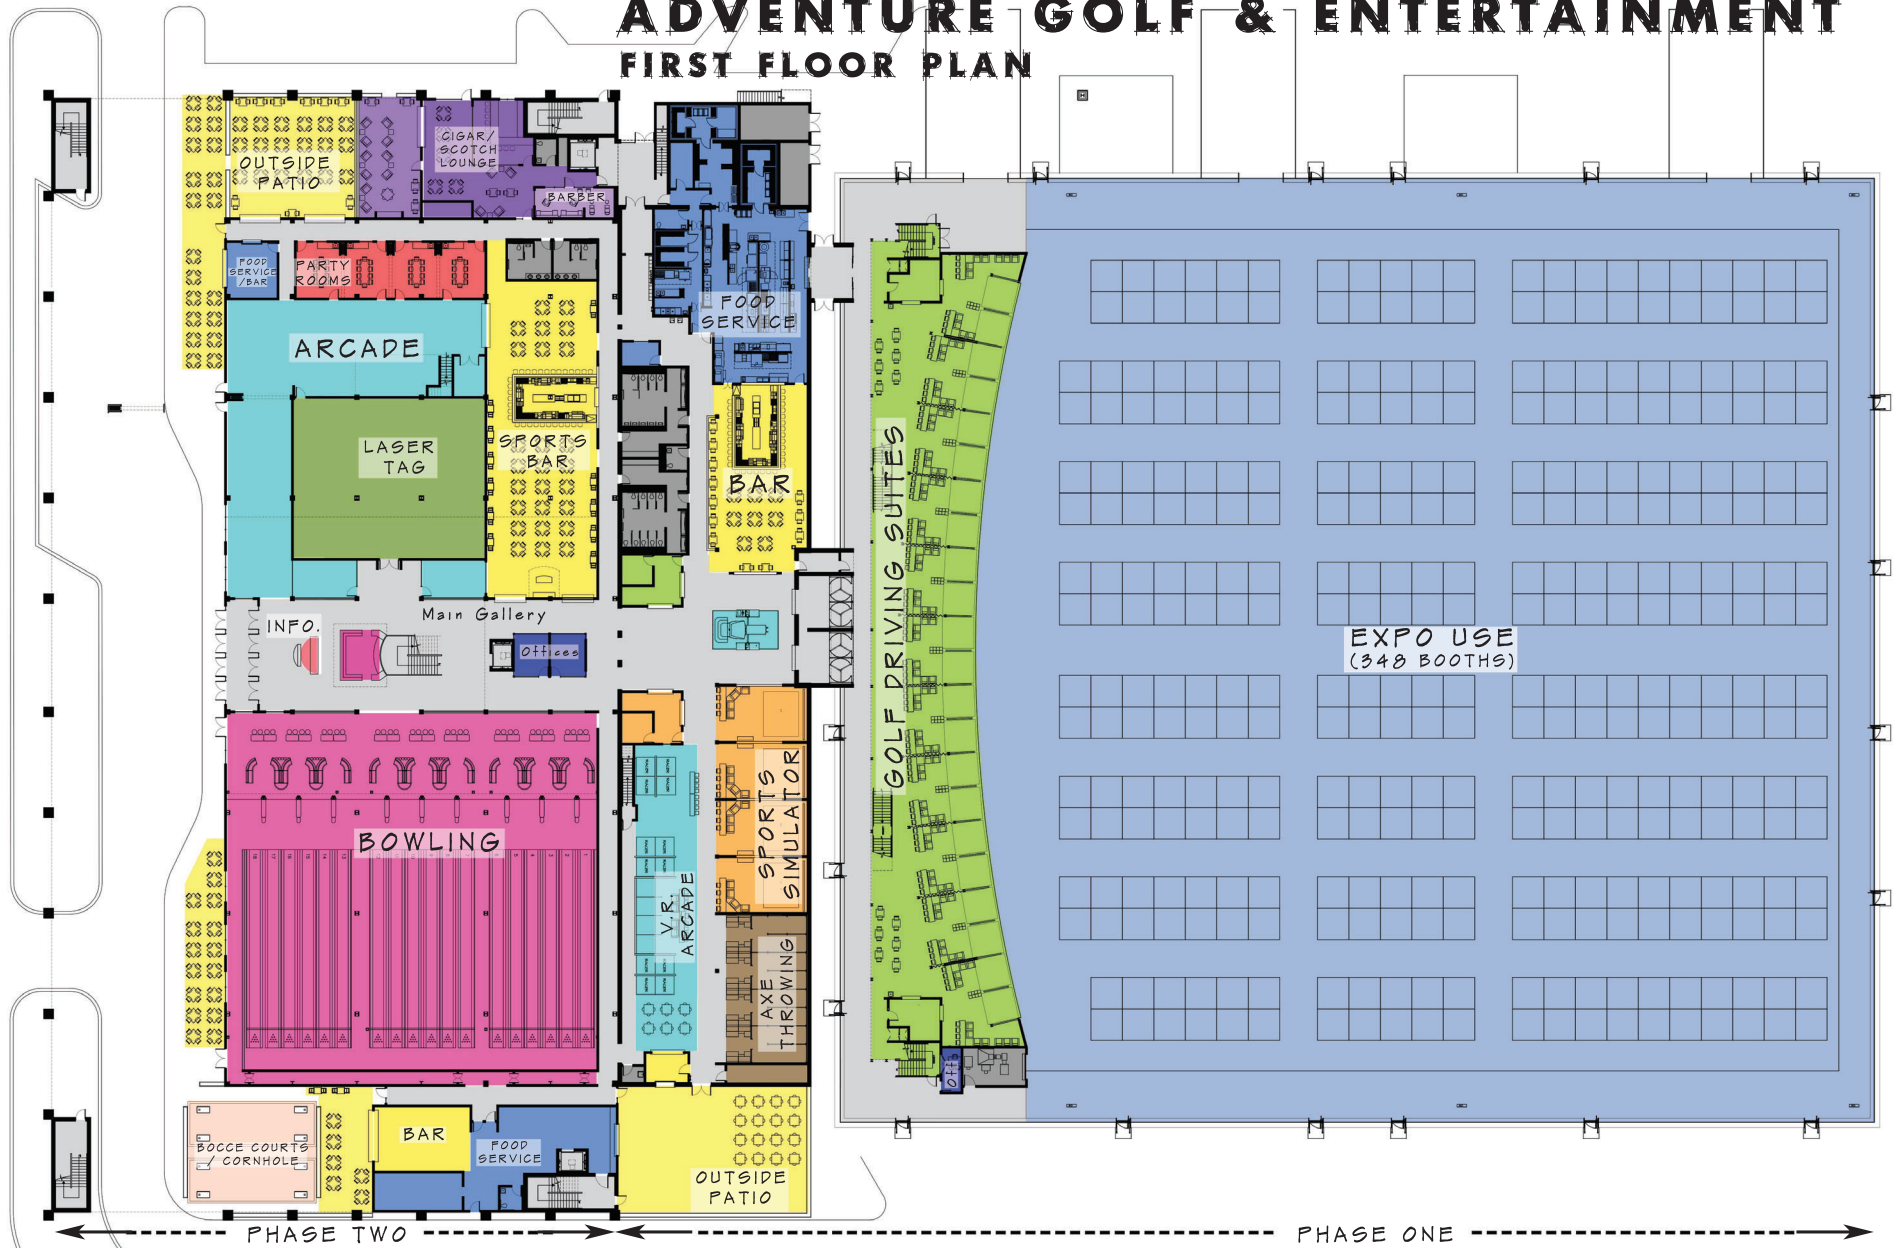 ADVENTURE GOLF & ENTERTAINMENT
FIRST FLOOR PLAN
OUTSIDE
PATIO
CIGAR/
SCOTCH
LOUNGE
BARBER
FOOD
SERVICE
/BAR
PARTY
ROOMS
FOOD
SERVICE
ARCADE
LASER
TAG
SPORTS
BAR
BAR
GOLF DRIVING SUITES
EXPO USE
(348 BOOTHS)
Main Gallery
INFO.
Offices
BOWLING
SPORTS
SIMULATOR
V.R.
ARCADE
AXE
THROWING
Off.
BOCCE COURTS
/ CORNHOLE
BAR
FOOD
SERVICE
OUTSIDE
PATIO
PHASE TWO
PHASE ONE